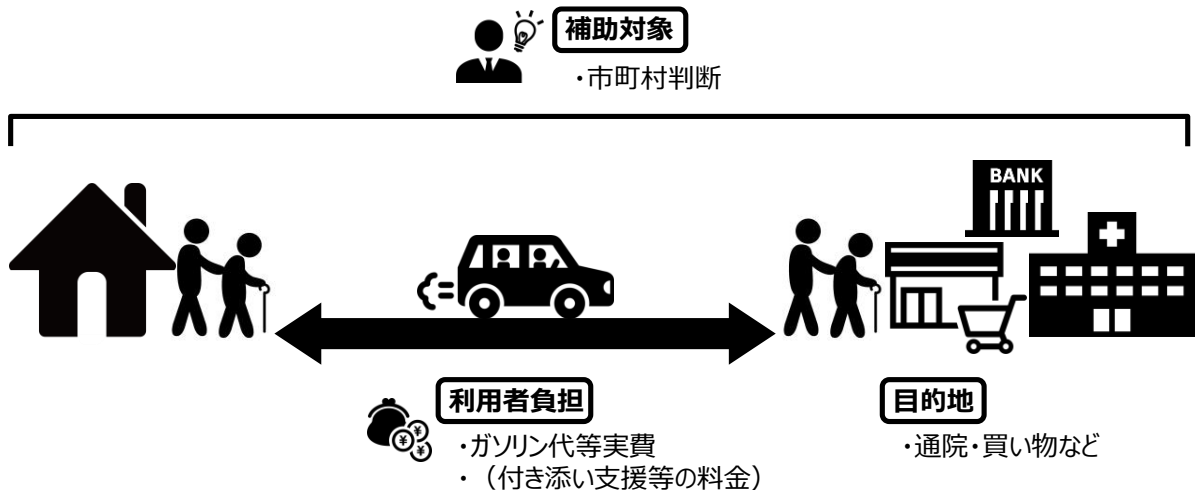 補助対象
・市町村判断
BANK
利用者負担
・ガソリン代等実費
・（付き添い支援等の料金）
¥
¥
¥
目的地
・通院・買い物など